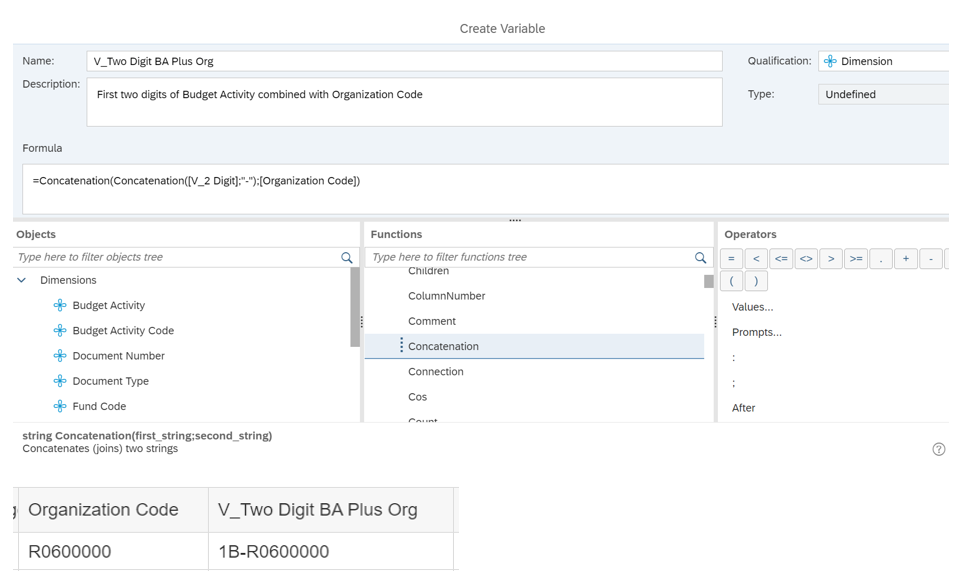 Create Variable
Name:
V_Two Digit BA Plus Org
Qualification:
Dimension
Description:
First two digits of Budget Activity combined with Organization Code
Type:
Undefined
Formula
=Concatenation(Concatenation([V_2 Digit];"-");[Organization Code])
Objects
Functions
Operators
Type here to filter objects tree
Type here to filter functions tree
= < <= <> > >= . + -
( )
Dimensions
Budget Activity
Budget Activity Code
Document Number
Document Type
Fund Code
Children
ColumnNumber
Comment
Concatenation
Connection
Cos
Count
Values...
Prompts...
:
;
After
string Concatenation(first_string;second_string)
Concatenates (joins) two strings
?
Organization Code V_Two Digit BA Plus Org
R0600000 1B-R0600000